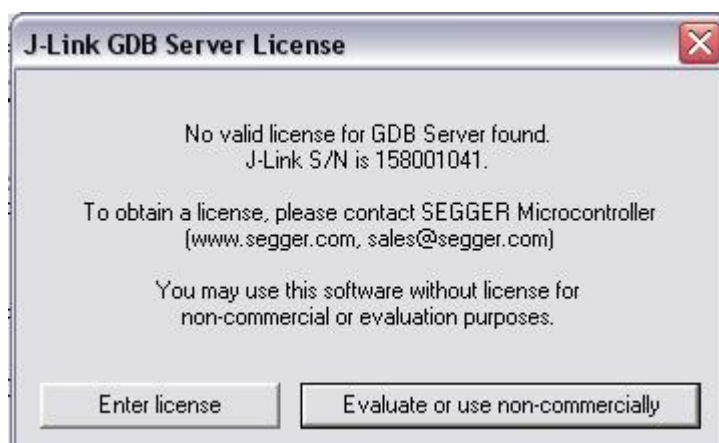 J-Link GDB Server License
No valid license for GDB Server found.
J-Link S/N is 158001041.
To obtain a license, please contact SEGGER Microcontroller
(www.segger.com, sales@segger.com)
You may use this software without license for
non-commercial or evaluation purposes.
Enter license
Evaluate or use non-commercially